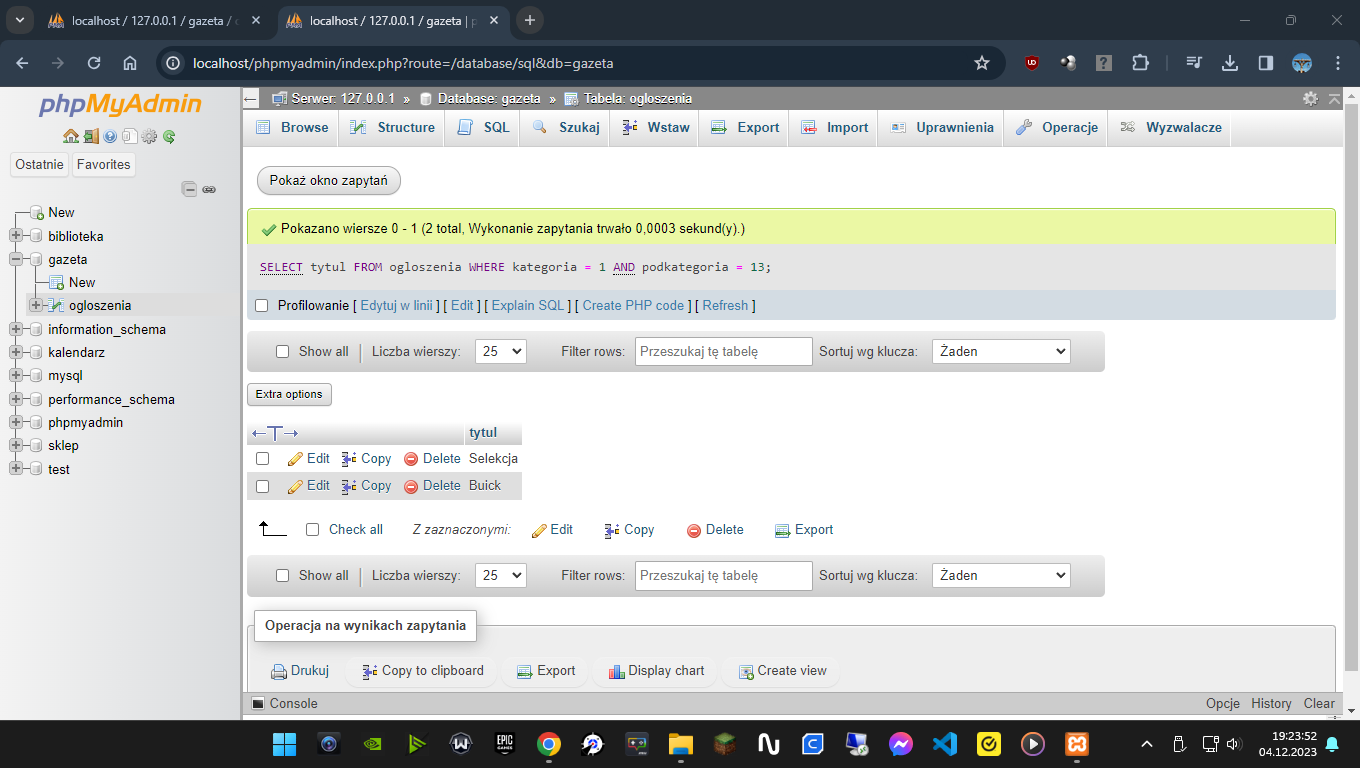 localhost / 127.0.0.1 / gazeta /
localhost / 127.0.0.1 / gazeta | p
localhost/phpmyadmin/index.php?route=/database/sql&db=gazeta
phpMyAdmin
Ostatnie Favorites
New
biblioteka
gazeta
New
ogloszenia
information_schema
kalendarz
mysql
performance_schema
phpmyadmin
sklep
test
Serwer: 127.0.0.1 » Database: gazeta » Tabela: ogloszenia
Browse Structure SQL Szukaj Wstaw Export Import Uprawnienia Operacje Wyzwalacze
Pokaż okno zapytań
Pokazano wiersze 0 - 1 (2 total, Wykonanie zapytania trwało 0,0003 sekund(y).)
SELECT tytul FROM ogloszenia WHERE kategoria = 1 AND podkategoria = 13;
Profilowanie [ Edytuj w linii ] [ Edit ] [ Explain SQL ] [ Create PHP code ] [ Refresh ]
Show all Liczba wierszy: 25 Filter rows: Przeszukaj tę tabelę Sortuj wg klucza: Żaden
Extra options
←T→ tytul
Edit Copy Delete Selekcja
Edit Copy Delete Buick
Check all Z zaznaczonymi: Edit Copy Delete Export
Show all Liczba wierszy: 25 Filter rows: Przeszukaj tę tabelę Sortuj wg klucza: Żaden
Operacja na wynikach zapytania
Drukuj Copy to clipboard Export Display chart Create view
Console Opcje History Clear
EPIC GAMES
19:23:52
04.12.2023